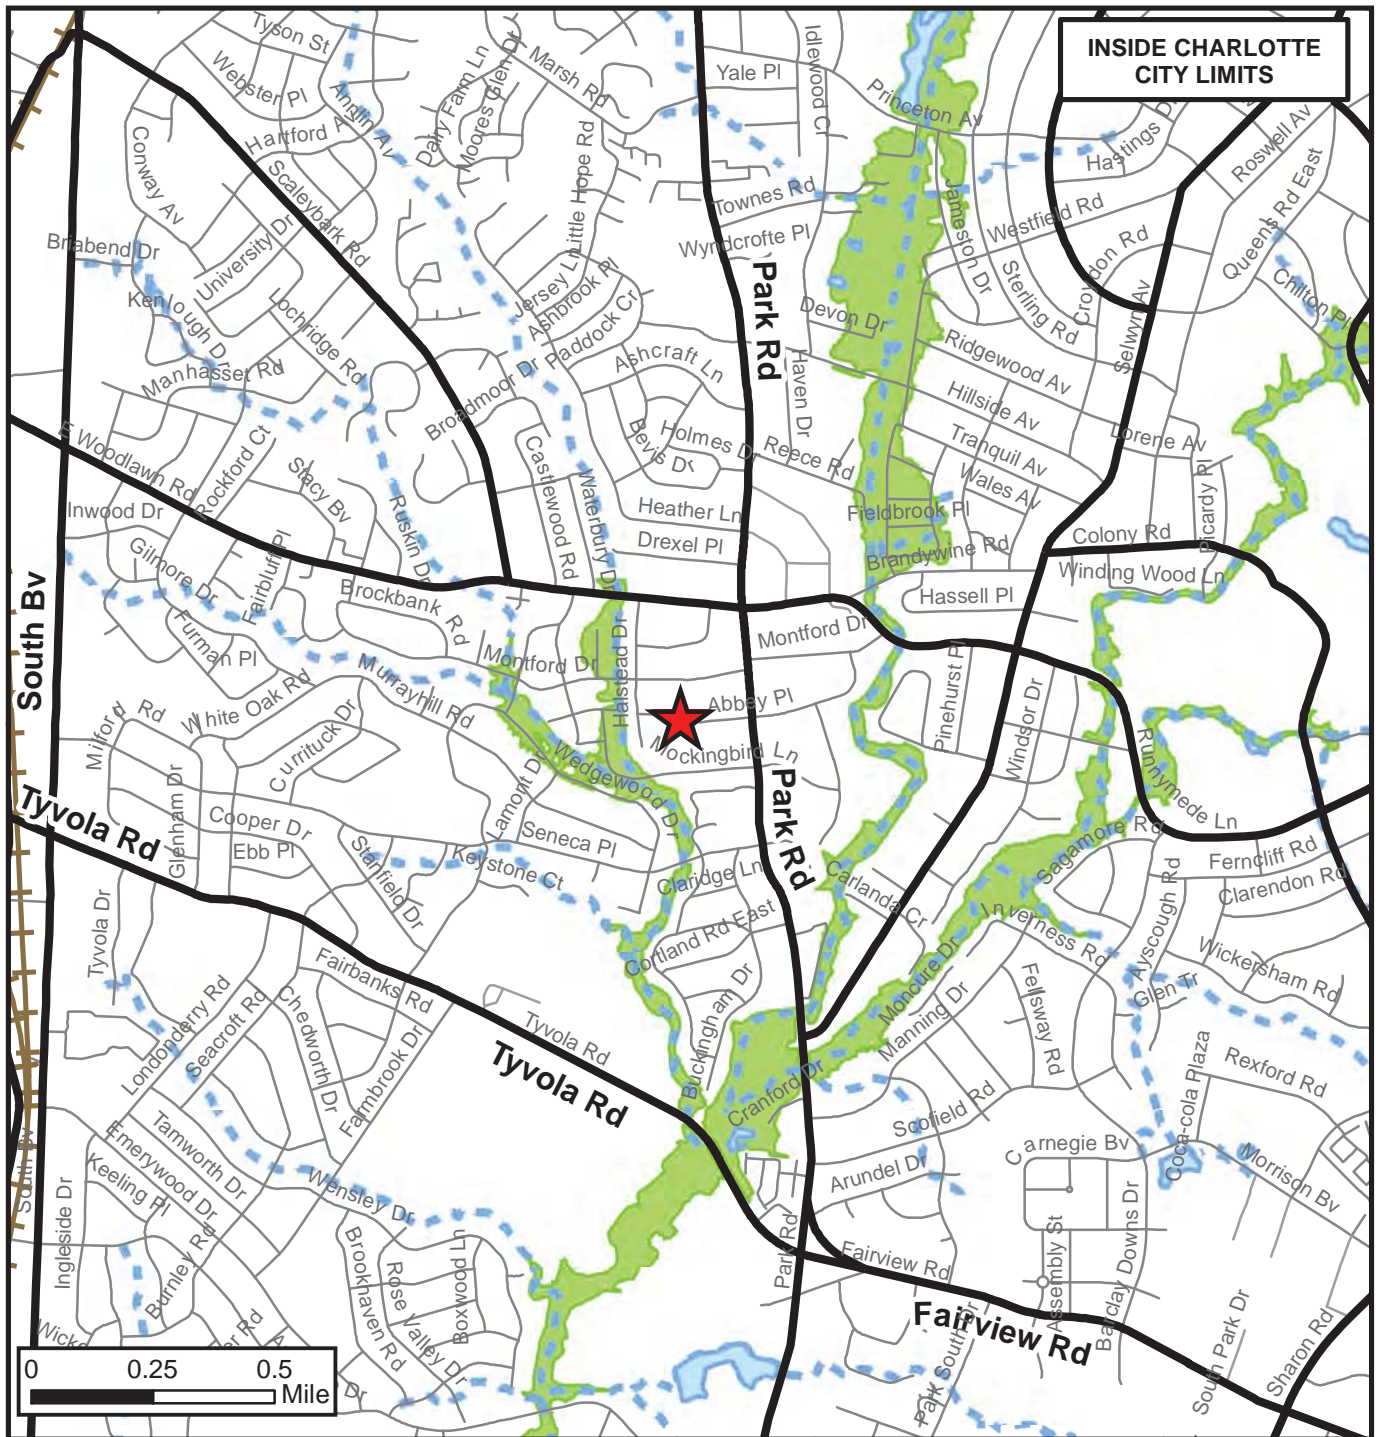 INSIDE CHARLOTTE
CITY LIMITS
Tyson St
Webster Pl
Hartford Av
Annlin Av
Dairy Farm Ln
Moores Glen Dr
Marsh Rd
Yale Pl
Idlewood Cr
Princeton Av
Hastings Dr
Roswell Av
Queens Rd East
Conway Av
Scaleybark Rd
Little Hope Rd
Townes Rd
Jameston Dr
Westfield Rd
Briabend Dr
University Dr
Wyndcrofte Pl
Sterling Rd
Croydon Rd
Chilton Pl
Kenlough Dr
Lochridge Rd
Jersey Ln
Ashbrook Pl
Paddock Cr
Park Rd
Devon Dr
Selwyn Av
Manhasset Rd
Broadmoor Dr
Ashcraft Ln
Haven Dr
Ridgewood Av
Hillside Av
E Woodlawn Rd
Rockford Ct
Stacy Bv
Castlewood Rd
Bevis Dr
Holmes Dr
Reece Rd
Tranquil Av
Lorene Av
Wales Av
Picardy Pl
Inwood Dr
Ruskin Dr
Waterbury Dr
Heather Ln
Drexel Pl
Fieldbrook Pl
Brandywine Rd
Colony Rd
Winding Wood Ln
Gilmore Dr
Fairbluff Pl
Brockbank Rd
Hassell Pl
South Bv
Furman Pl
Montford Dr
Halstead Dr
Montford Dr
Pinehurst Pl
Milford Rd
White Oak Rd
Murrayhill Rd
Abbey Pl
Windsor Dr
Currituck Dr
Mockingbird Ln
Runnymede Ln
Tyvola Rd
Glenham Dr
Cooper Dr
Ebb Pl
Lamont Dr
Wedgewood Dr
Seneca Pl
Park Rd
Stanfield Dr
Keystone Ct
Claridge Ln
Carlanda Cr
Sagamore Rd
Ferncliff Rd
Clarendon Rd
Tyvola Dr
Cortland Rd East
Inverness Rd
Ayscough Rd
Wickersham Rd
Fairbanks Rd
Londonderry Rd
Seacroft Rd
Chedworth Dr
Farmbrook Dr
Tyvola Rd
Tyvola Rd
Buckingham Dr
Moncure Dr
Manning Dr
Fellsway Rd
Glen Tr
Cranford Dr
Scofield Rd
Coca-cola Plaza
Rexford Rd
South Bv
Emerywood Dr
Tamworth Dr
Keeling Pl
Arundel Dr
Carnegie Bv
Morrison Bv
Ingleside Dr
Wensley Dr
Burnley Rd
Brookhaven Rd
Rose Valley Dr
Boxwood Ln
Park Rd
Fairview Rd
Assembly St
Barclay Downs Dr
Fairview Rd
Park South Dr
South Park Dr
Sharon Rd
Dr
0 0.25 0.5
Mile